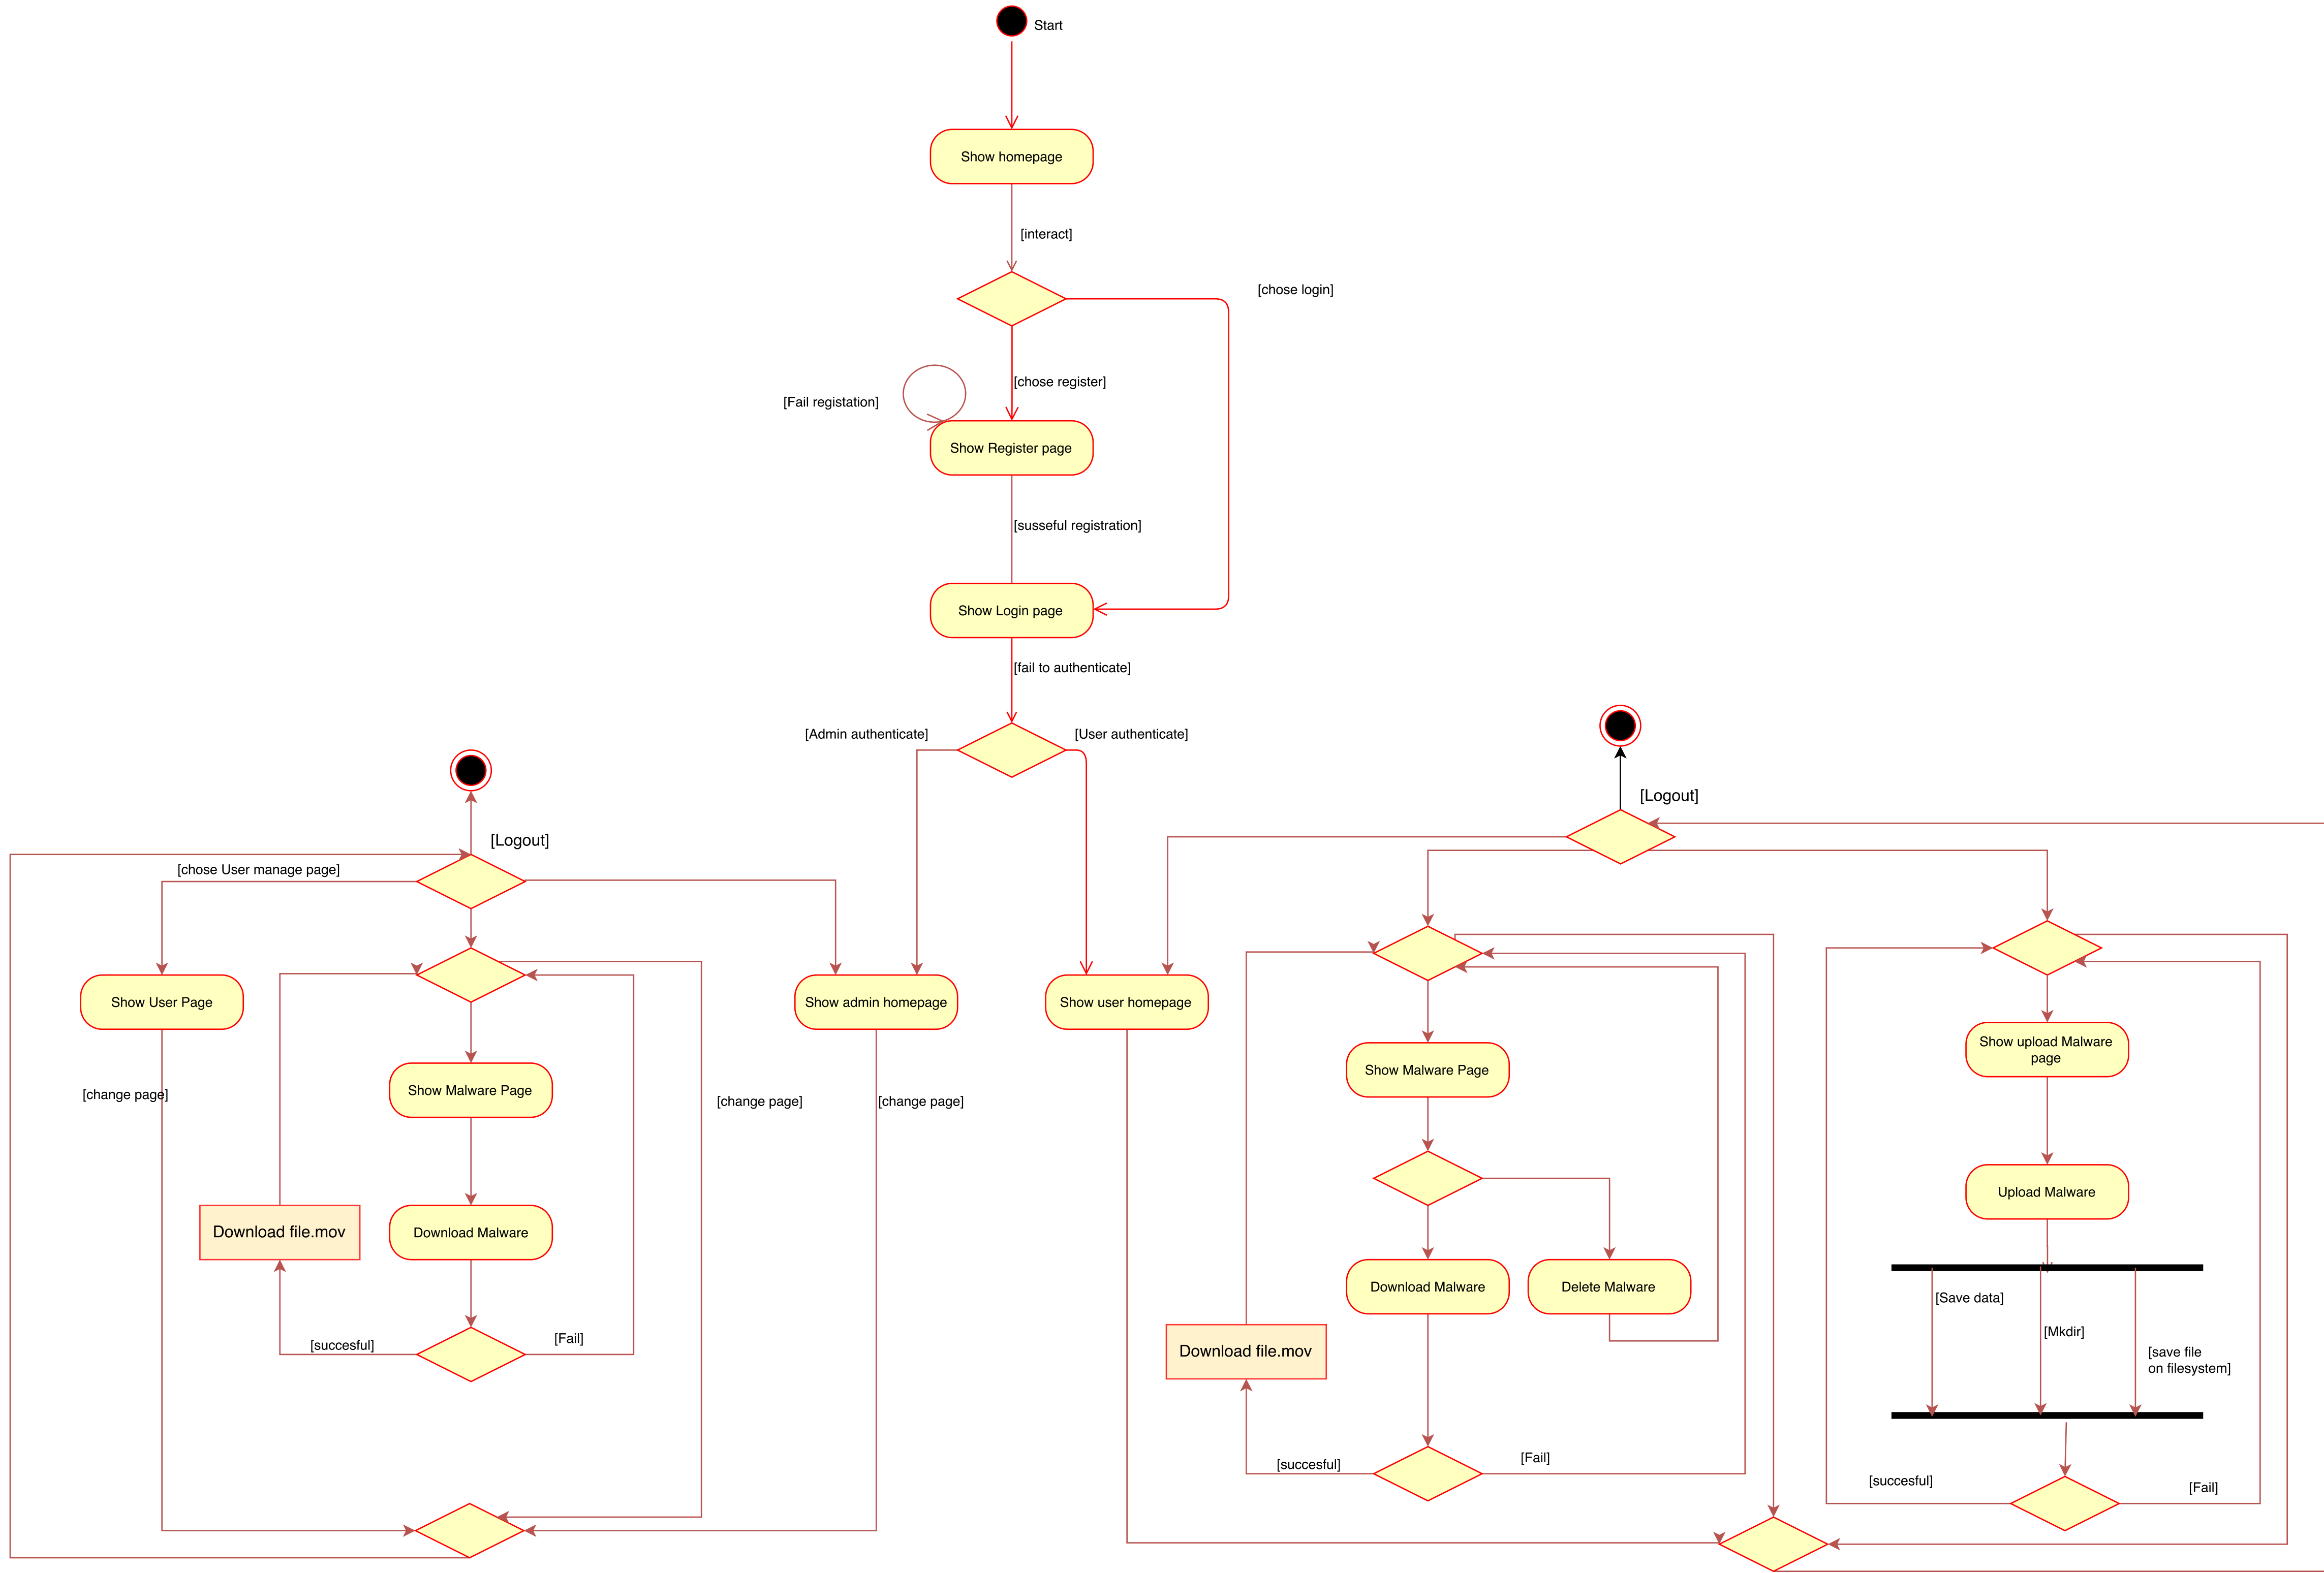 Start
Show homepage
[interact]
[chose login]
[chose register]
[Fail registation]
Show Register page
[susseful registration]
Show Login page
[fail to authenticate]
[Admin authenticate]
[User authenticate]
[Logout]
[Logout]
[chose User manage page]
Show User Page
Show admin homepage
Show user homepage
Show upload Malware
page
Show Malware Page
Show Malware Page
[change page]
[change page]
[change page]
Upload Malware
Download file.mov
Download Malware
Download Malware
Delete Malware
[Save data]
[Mkdir]
[save file
on filesystem]
[succesful]
[Fail]
Download file.mov
[succesful]
[Fail]
[succesful]
[Fail]